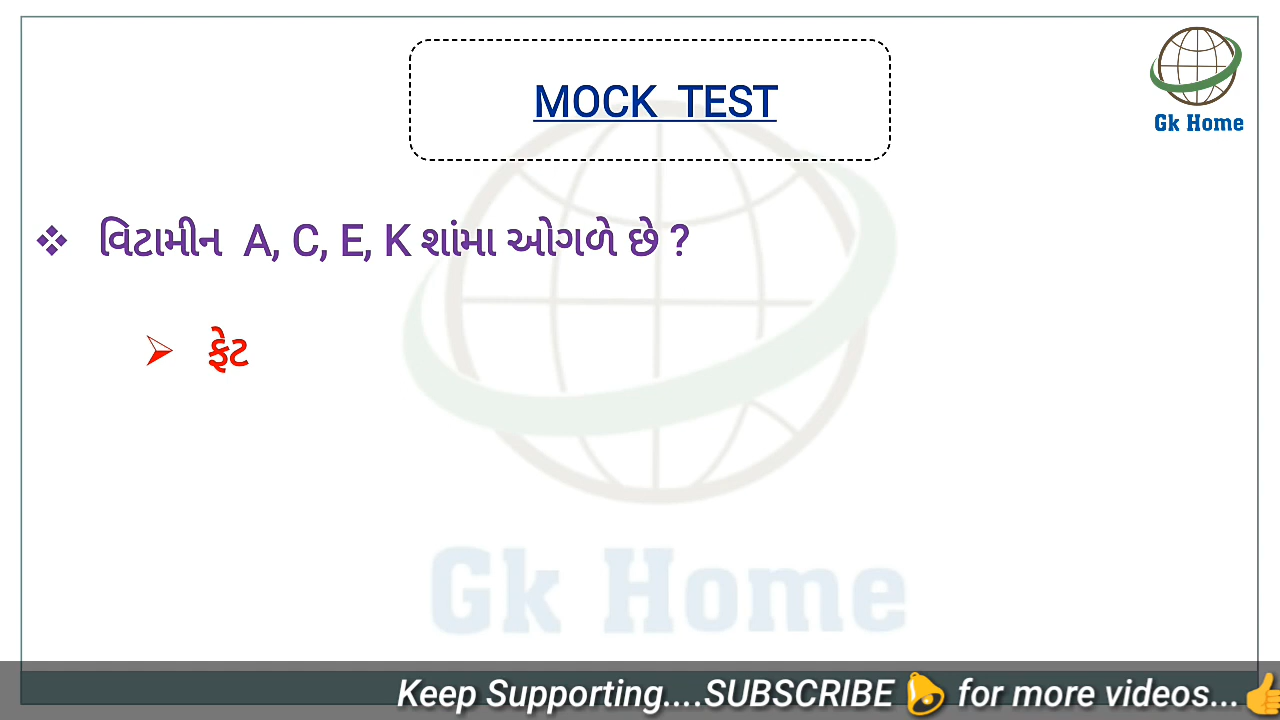 MOCK TEST
Gk Home
❖ વિટામીન A, C, E, K શાંમા ઓગળે છે ?
➢ ફેટ
Gk Home
Keep Supporting....SUBSCRIBE 🔔 for more videos...👍